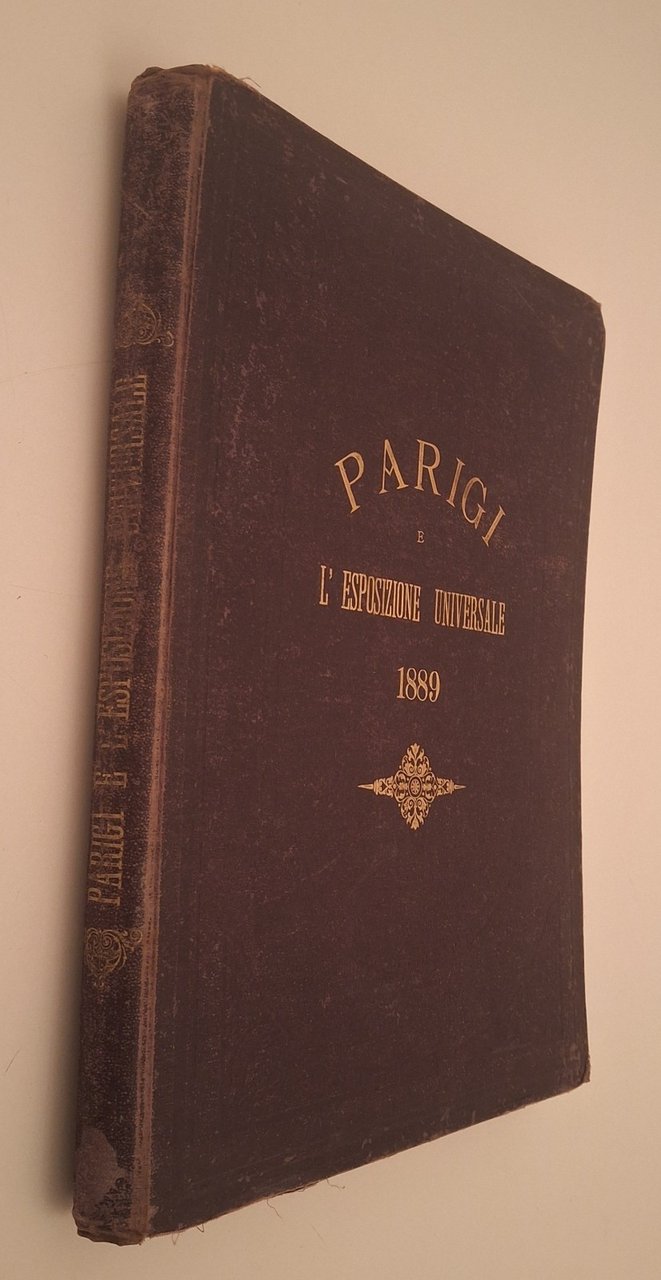 PARIGI
E
L' ESPOSIZIONE UNIVERSALE
1889
PARIGI E L'ESPOSIZIONE UNIVERSALE